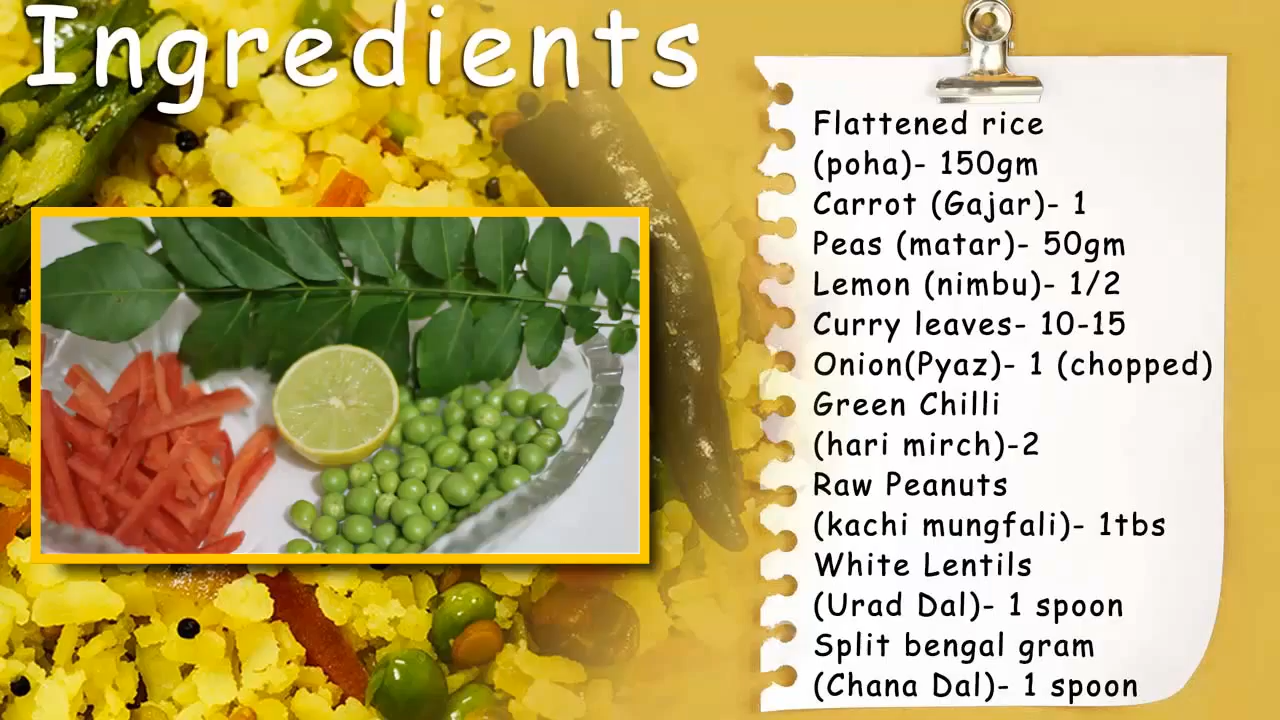 Ingredients
Flattened rice
(poha)- 150gm
Carrot (Gajar)- 1
Peas (matar)- 50gm
Lemon (nimbu)- 1/2
Curry leaves- 10-15
Onion(Pyaz)- 1 (chopped)
Green Chilli
(hari mirch)-2
Raw Peanuts
(kachi mungfali)- 1tbs
White Lentils
(Urad Dal)- 1 spoon
Split bengal gram
(Chana Dal)- 1 spoon